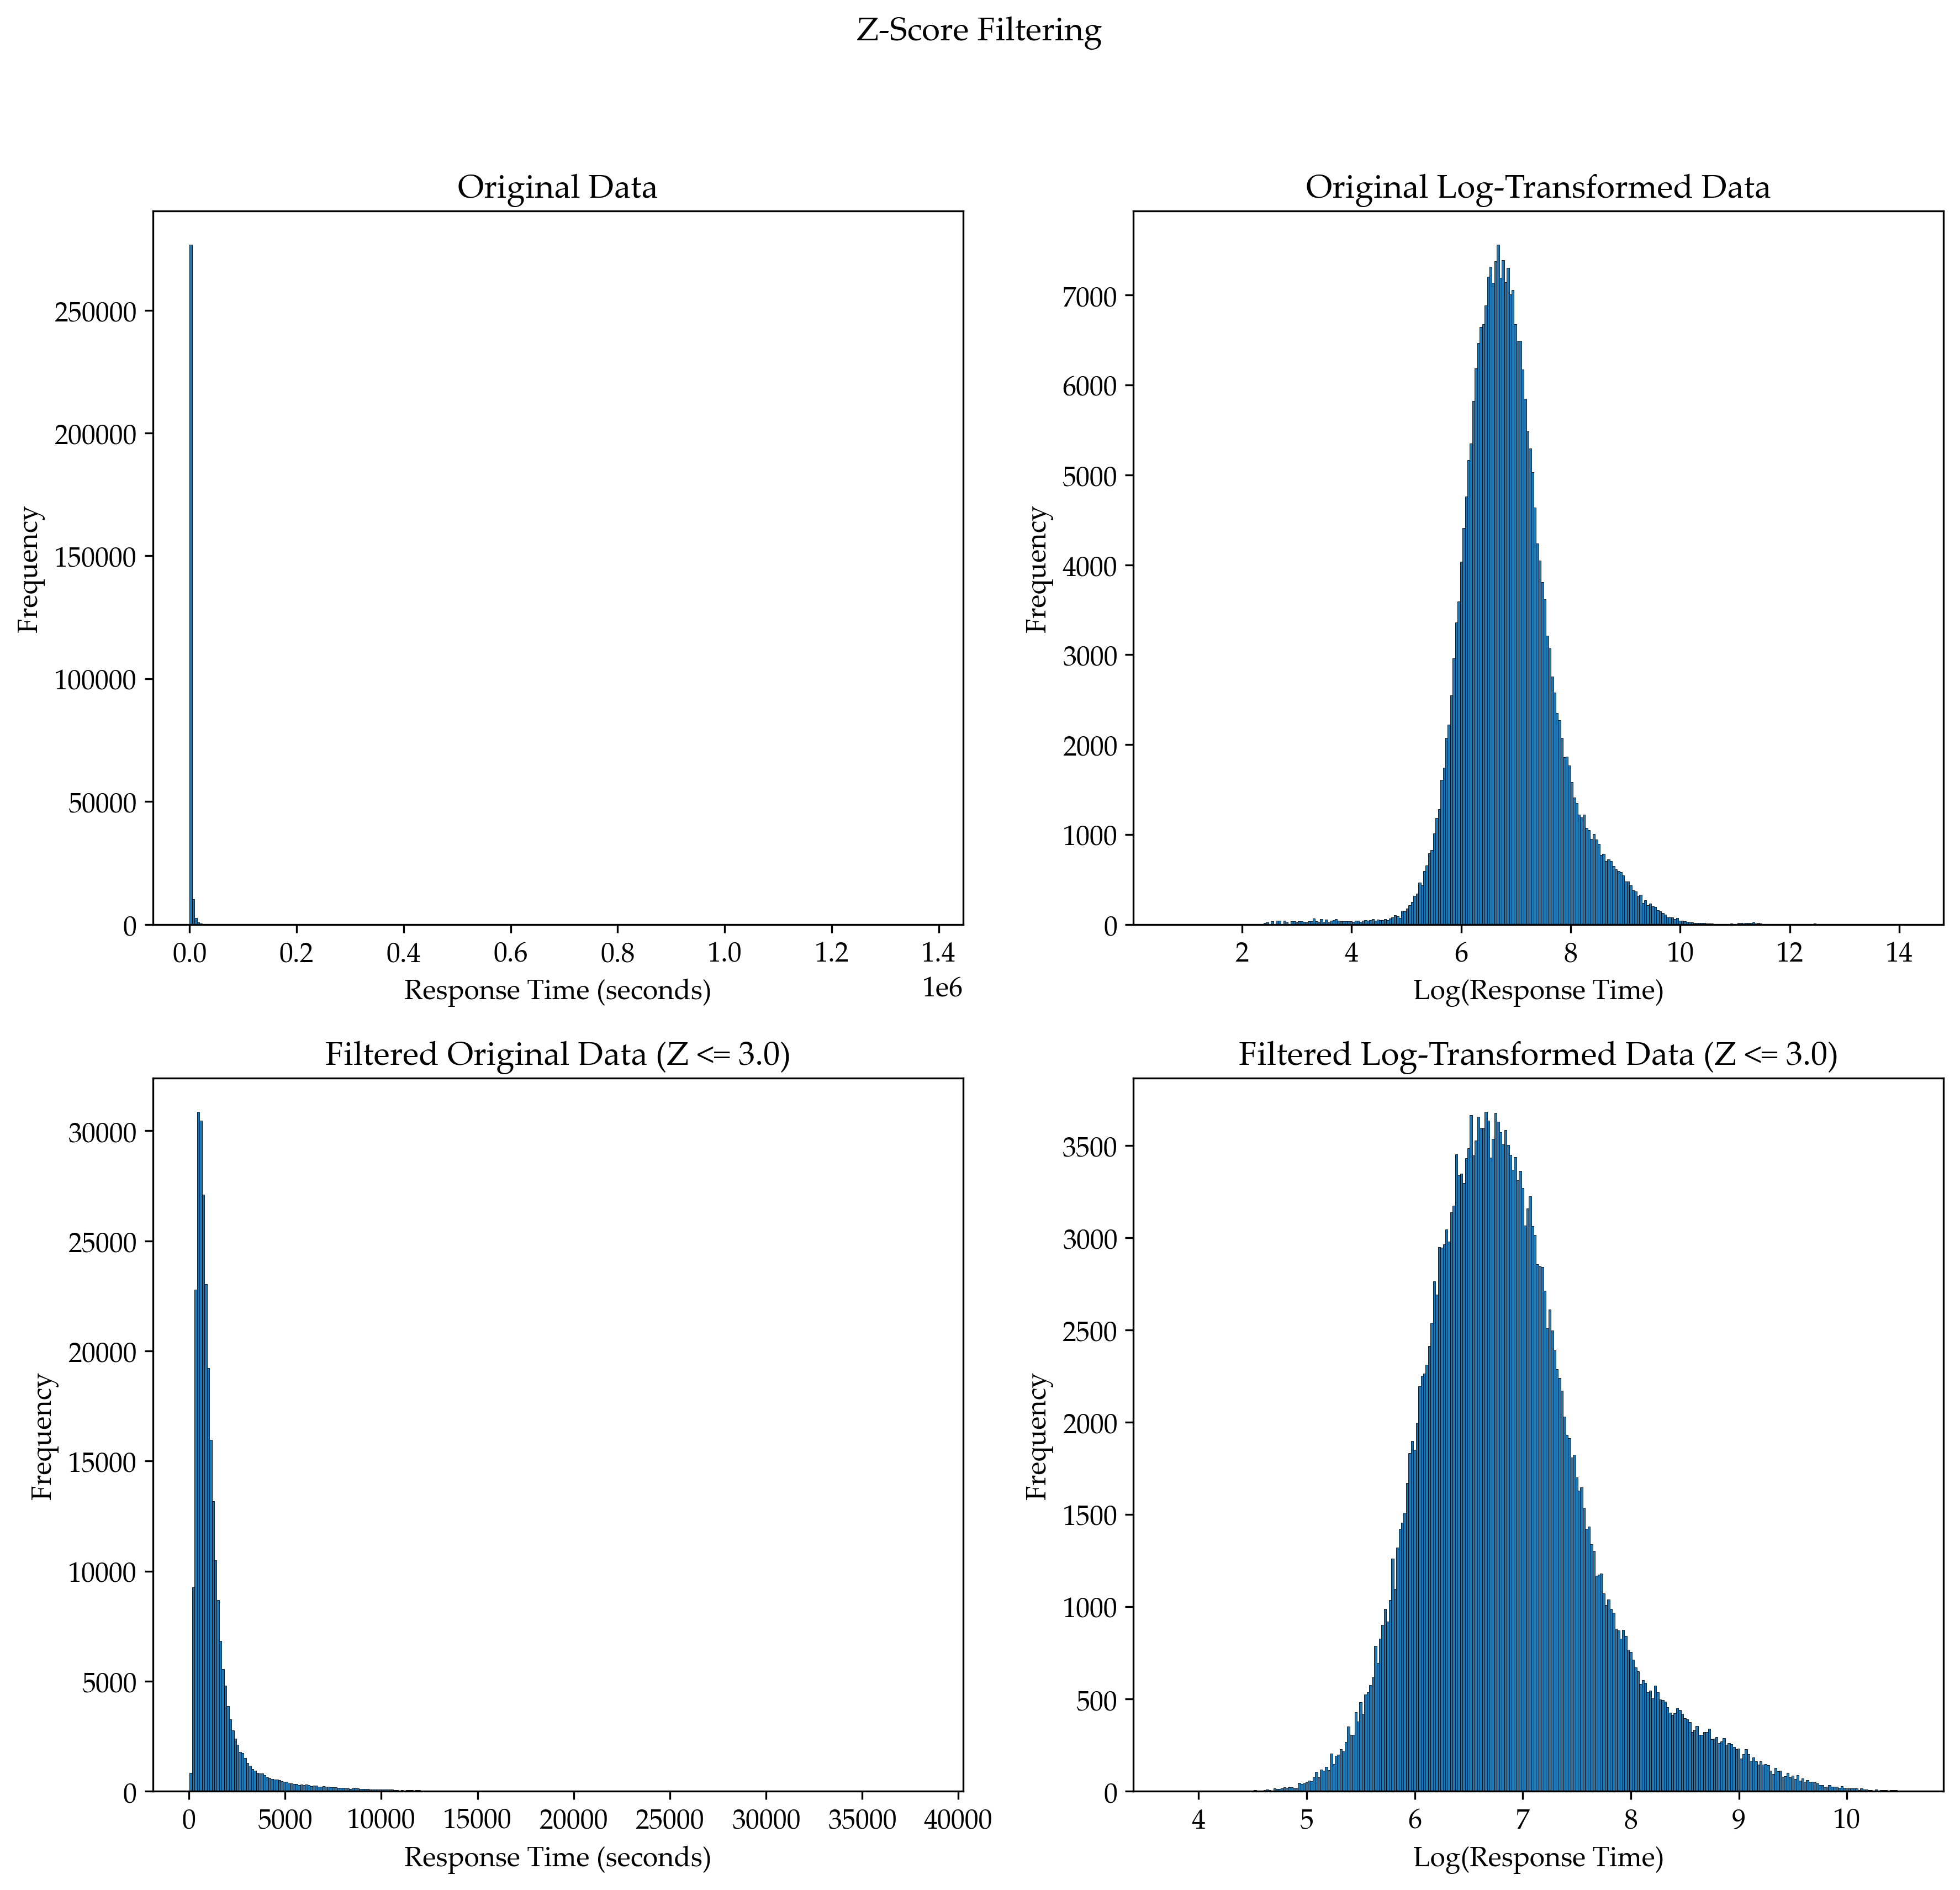 Z-Score Filtering
Original Data
Frequency
250000
200000
150000
100000
50000
0
0.0 0.2 0.4 0.6 0.8 1.0 1.2 1.4
1e6
Response Time (seconds)
Original Log-Transformed Data
Frequency
7000
6000
5000
4000
3000
2000
1000
0
2 4 6 8 10 12 14
Log(Response Time)
Filtered Original Data (Z <= 3.0)
Frequency
30000
25000
20000
15000
10000
5000
0
0 5000 10000 15000 20000 25000 30000 35000 40000
Response Time (seconds)
Filtered Log-Transformed Data (Z <= 3.0)
Frequency
3500
3000
2500
2000
1500
1000
500
0
4 5 6 7 8 9 10
Log(Response Time)